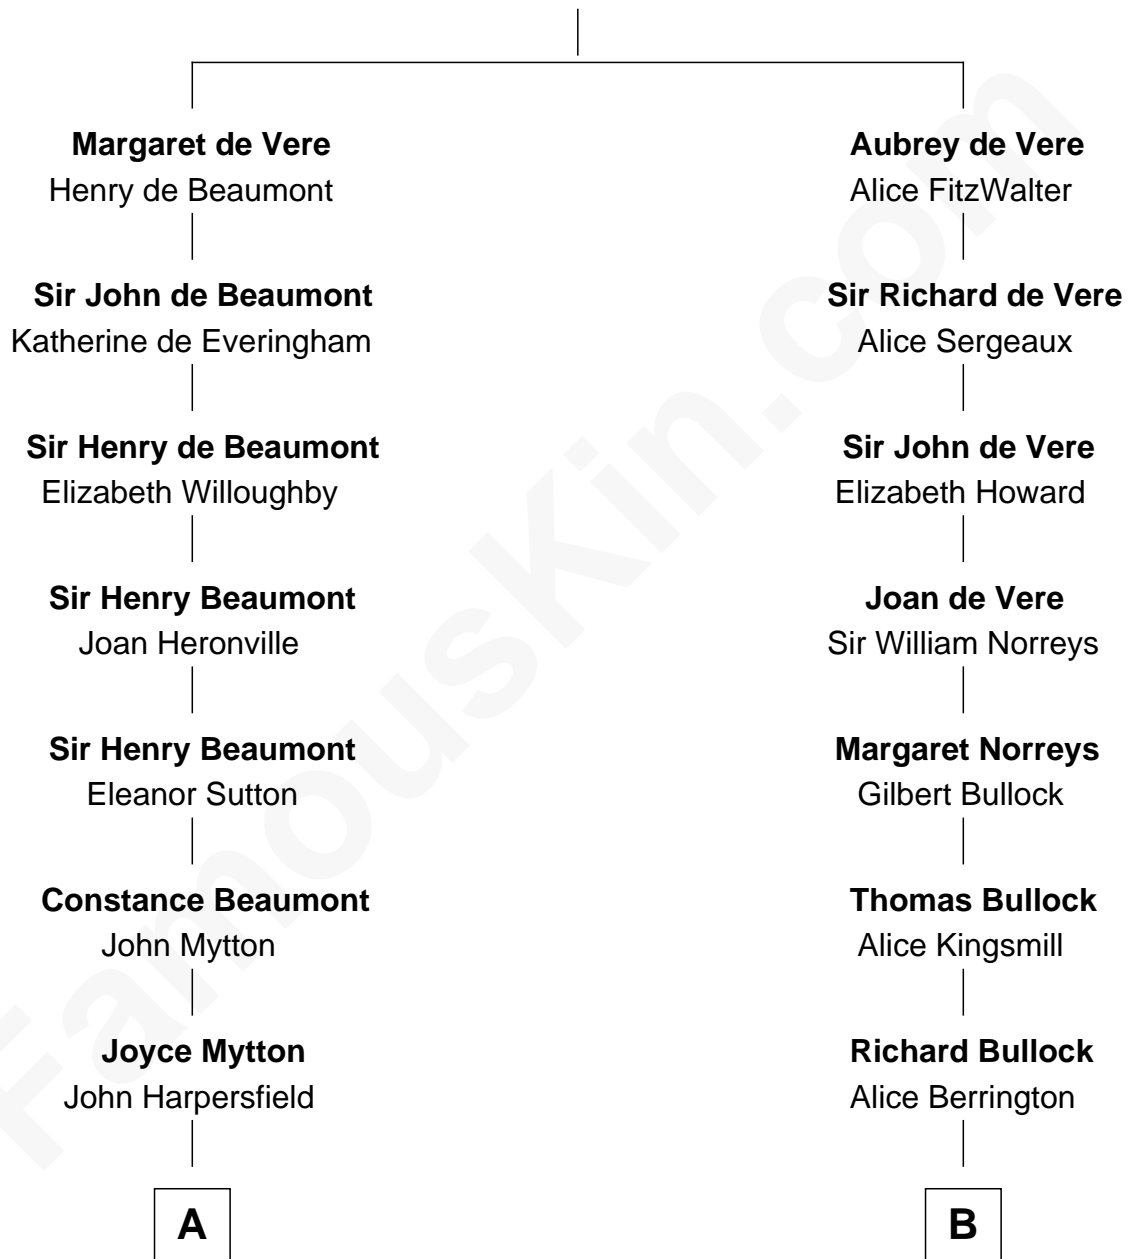 Margaret de Vere
Henry de Beaumont
Sir John de Beaumont
Katherine de Everingham
Sir Henry de Beaumont
Elizabeth Willoughby
Sir Henry Beaumont
Joan Heronville
Sir Henry Beaumont
Eleanor Sutton
Constance Beaumont
John Mytton
Joyce Mytton
John Harpersfield
A
Aubrey de Vere
Alice FitzWalter
Sir Richard de Vere
Alice Sergeaux
Sir John de Vere
Elizabeth Howard
Joan de Vere
Sir William Norreys
Margaret Norreys
Gilbert Bullock
Thomas Bullock
Alice Kingsmill
Richard Bullock
Alice Berrington
B
FamousKin.com